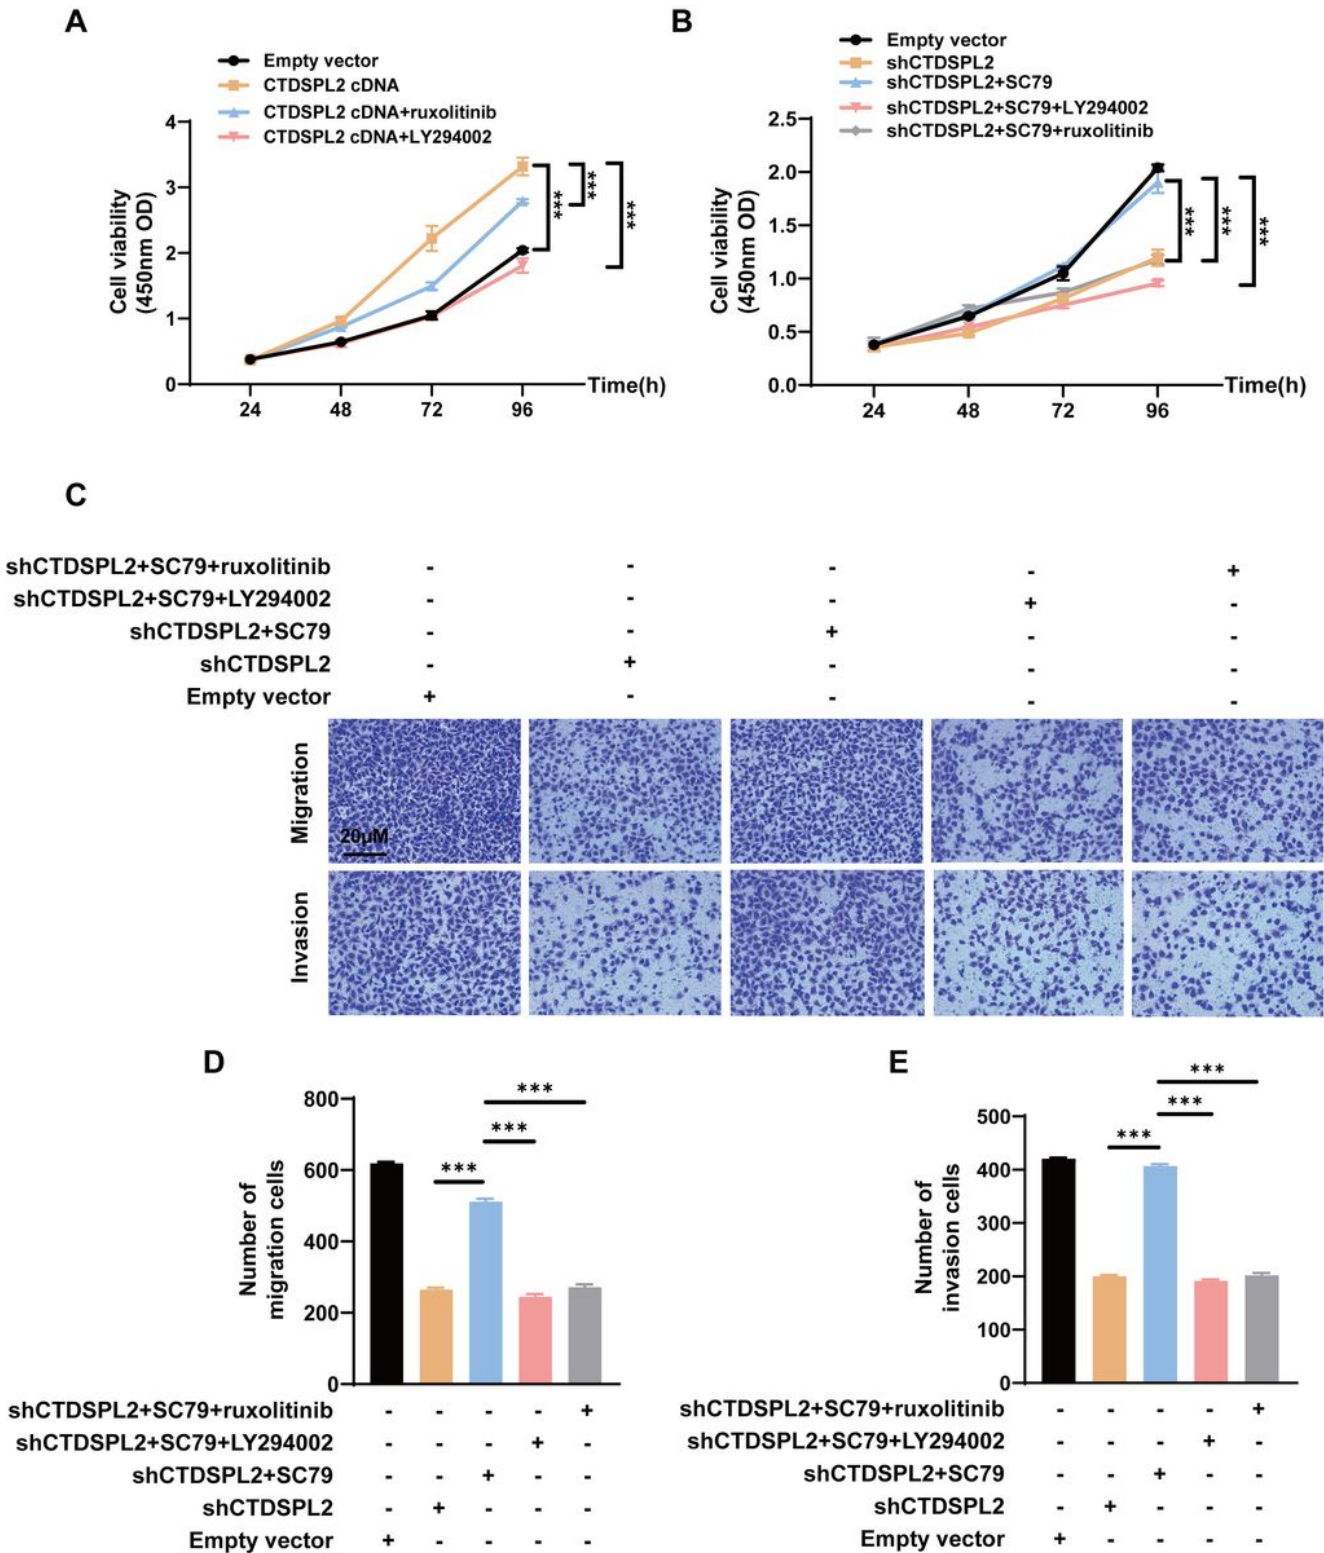 A
Empty vector
CTDSPL2 cDNA
CTDSPL2 cDNA+ruxolitinib
CTDSPL2 cDNA+LY294002
Cell viability
(450nm OD)
4
3
2
1
0
24
48
72
96
Time(h)
***
***
***
B
Empty vector
shCTDSPL2
shCTDSPL2+SC79
shCTDSPL2+SC79+LY294002
shCTDSPL2+SC79+ruxolitinib
Cell viability
(450nm OD)
2.5
2.0
1.5
1.0
0.5
0.0
24
48
72
96
Time(h)
***
***
***
C
shCTDSPL2+SC79+ruxolitinib - - - - +
shCTDSPL2+SC79+LY294002 - - - + -
shCTDSPL2+SC79 - - + - -
shCTDSPL2 - + - - -
Empty vector + - - - -
Migration
20μM
Invasion
D
Number of
migration cells
800
600
400
200
0
***
***
***
shCTDSPL2+SC79+ruxolitinib - - - - +
shCTDSPL2+SC79+LY294002 - - - + -
shCTDSPL2+SC79 - - + - -
shCTDSPL2 - + - - -
Empty vector + - - - -
E
Number of
invasion cells
500
400
300
200
100
0
***
***
***
shCTDSPL2+SC79+ruxolitinib - - - - +
shCTDSPL2+SC79+LY294002 - - - + -
shCTDSPL2+SC79 - - + - -
shCTDSPL2 - + - - -
Empty vector + - - - -